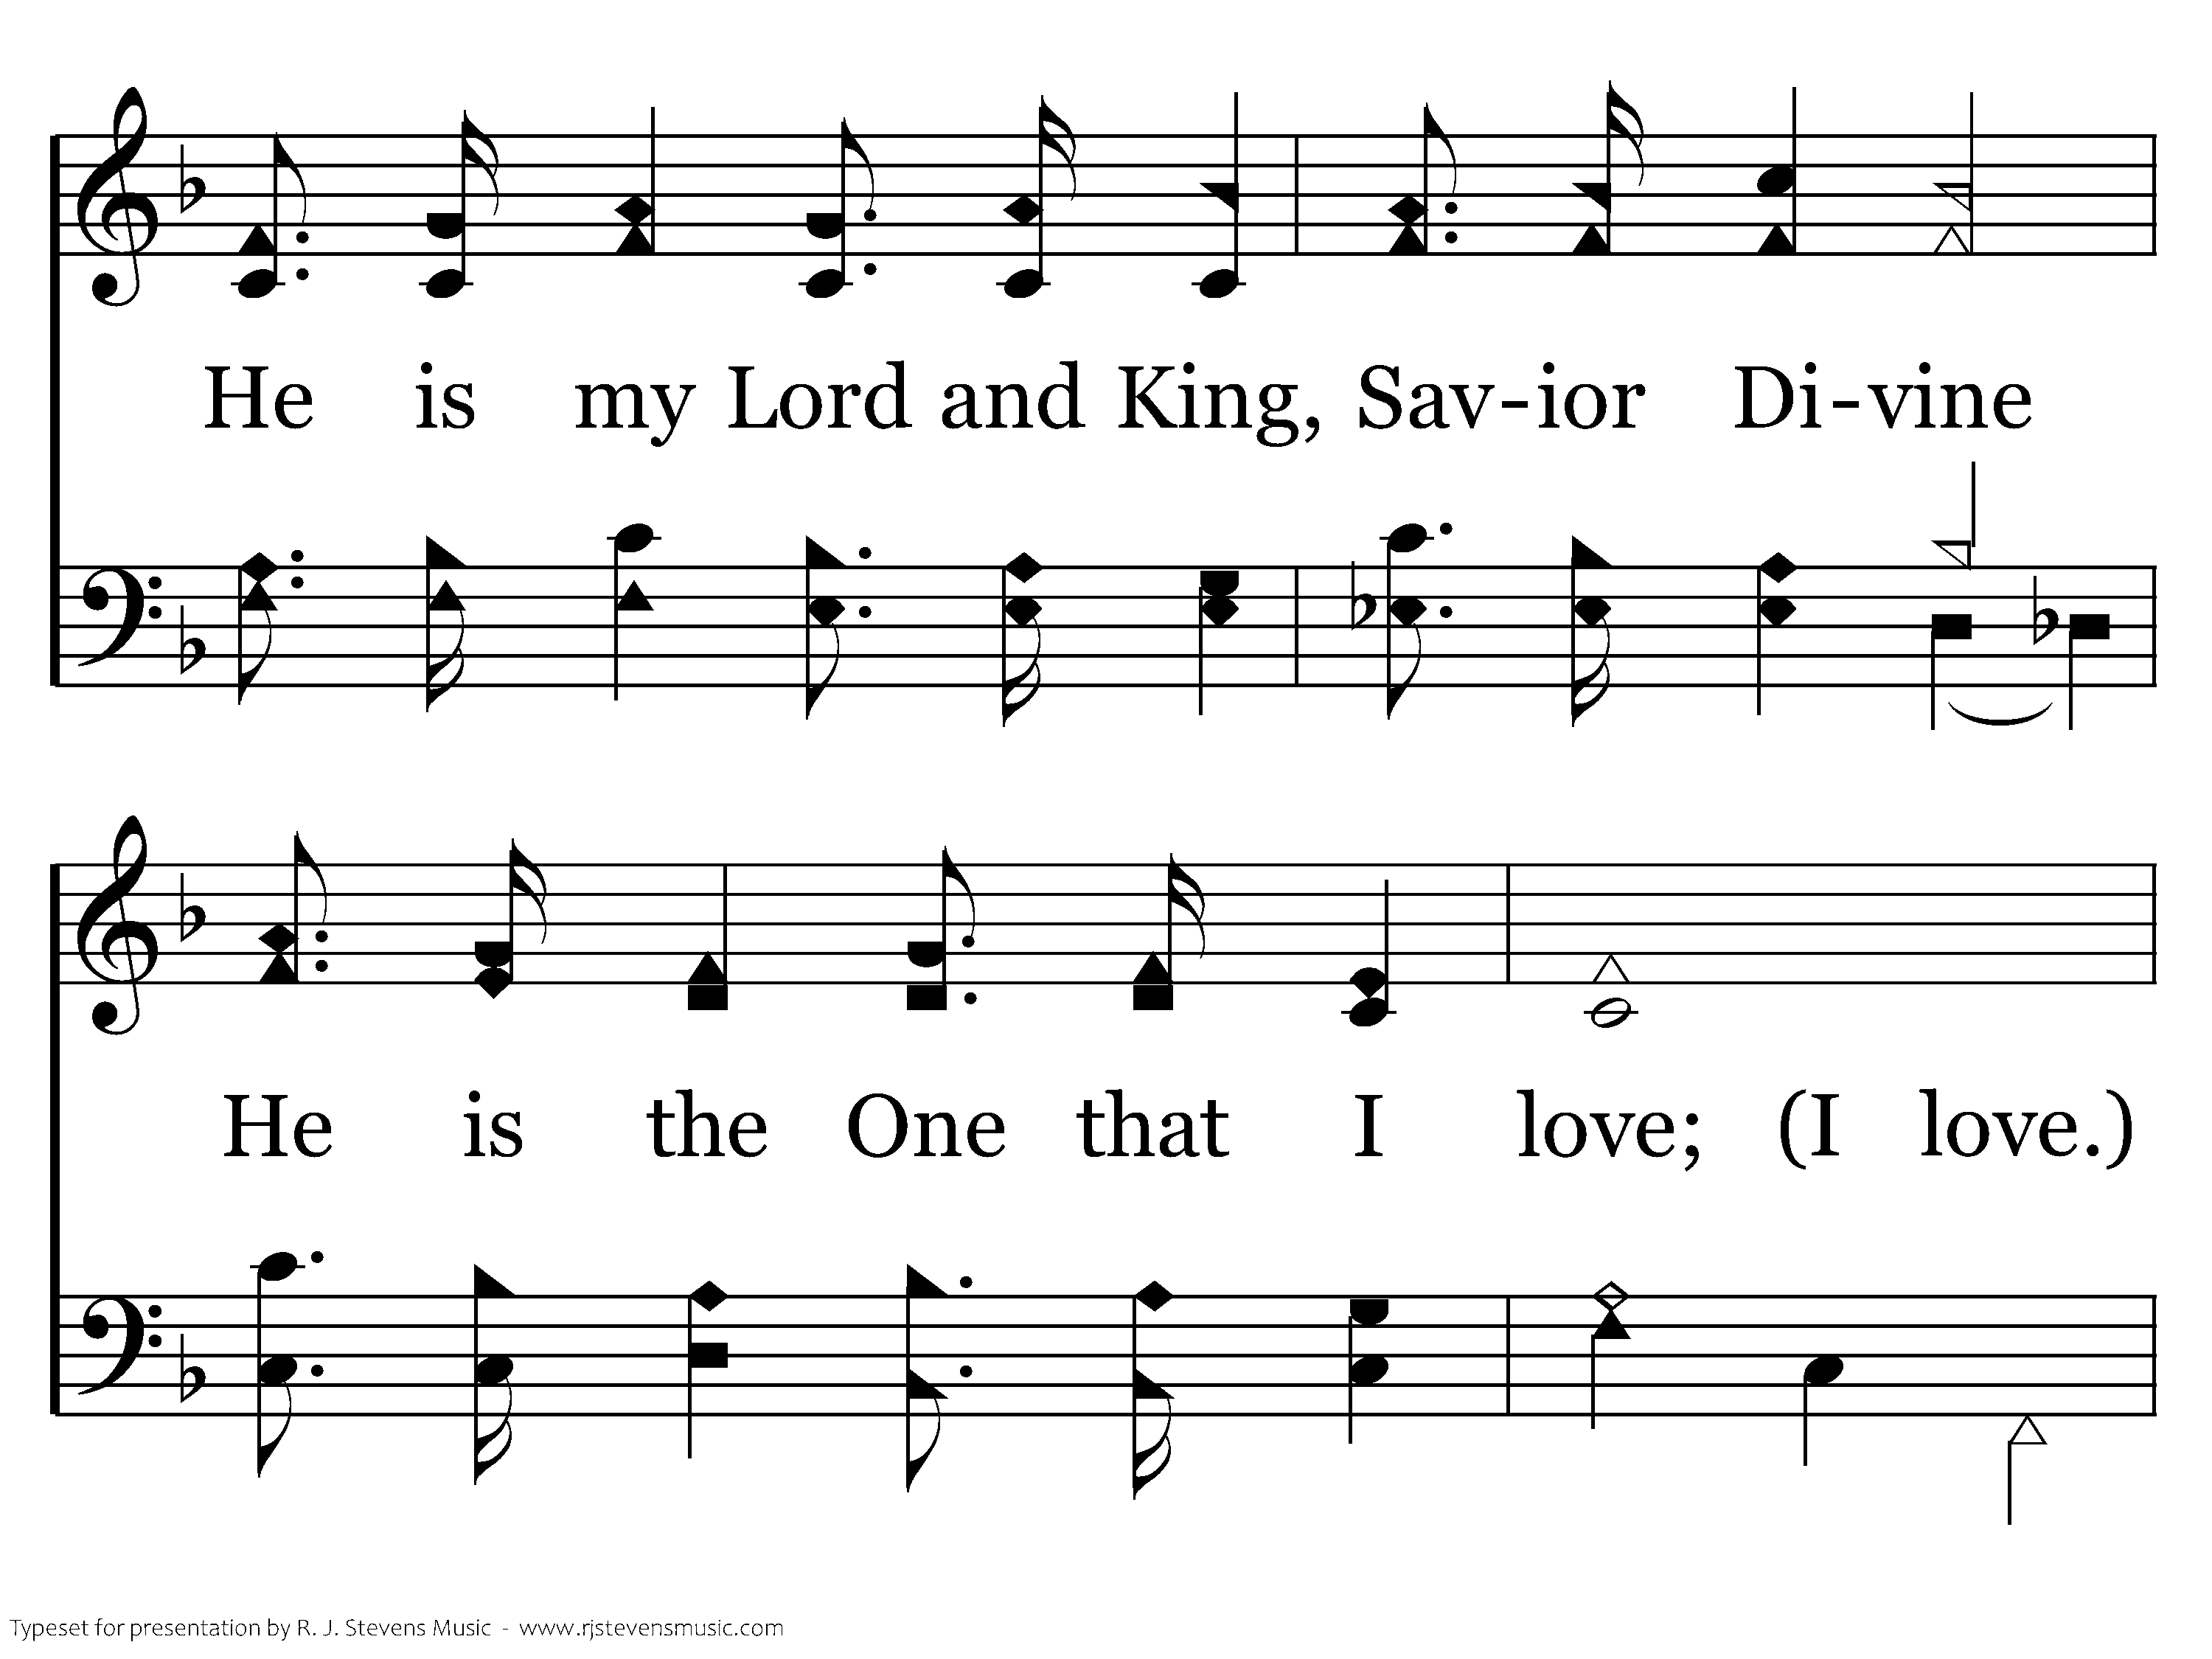 He is my Lord and King, Sav-ior Di-vine
He is the One that I love; (I love.)
Typeset for presentation by R. J. Stevens Music - www.rjstevensmusic.com